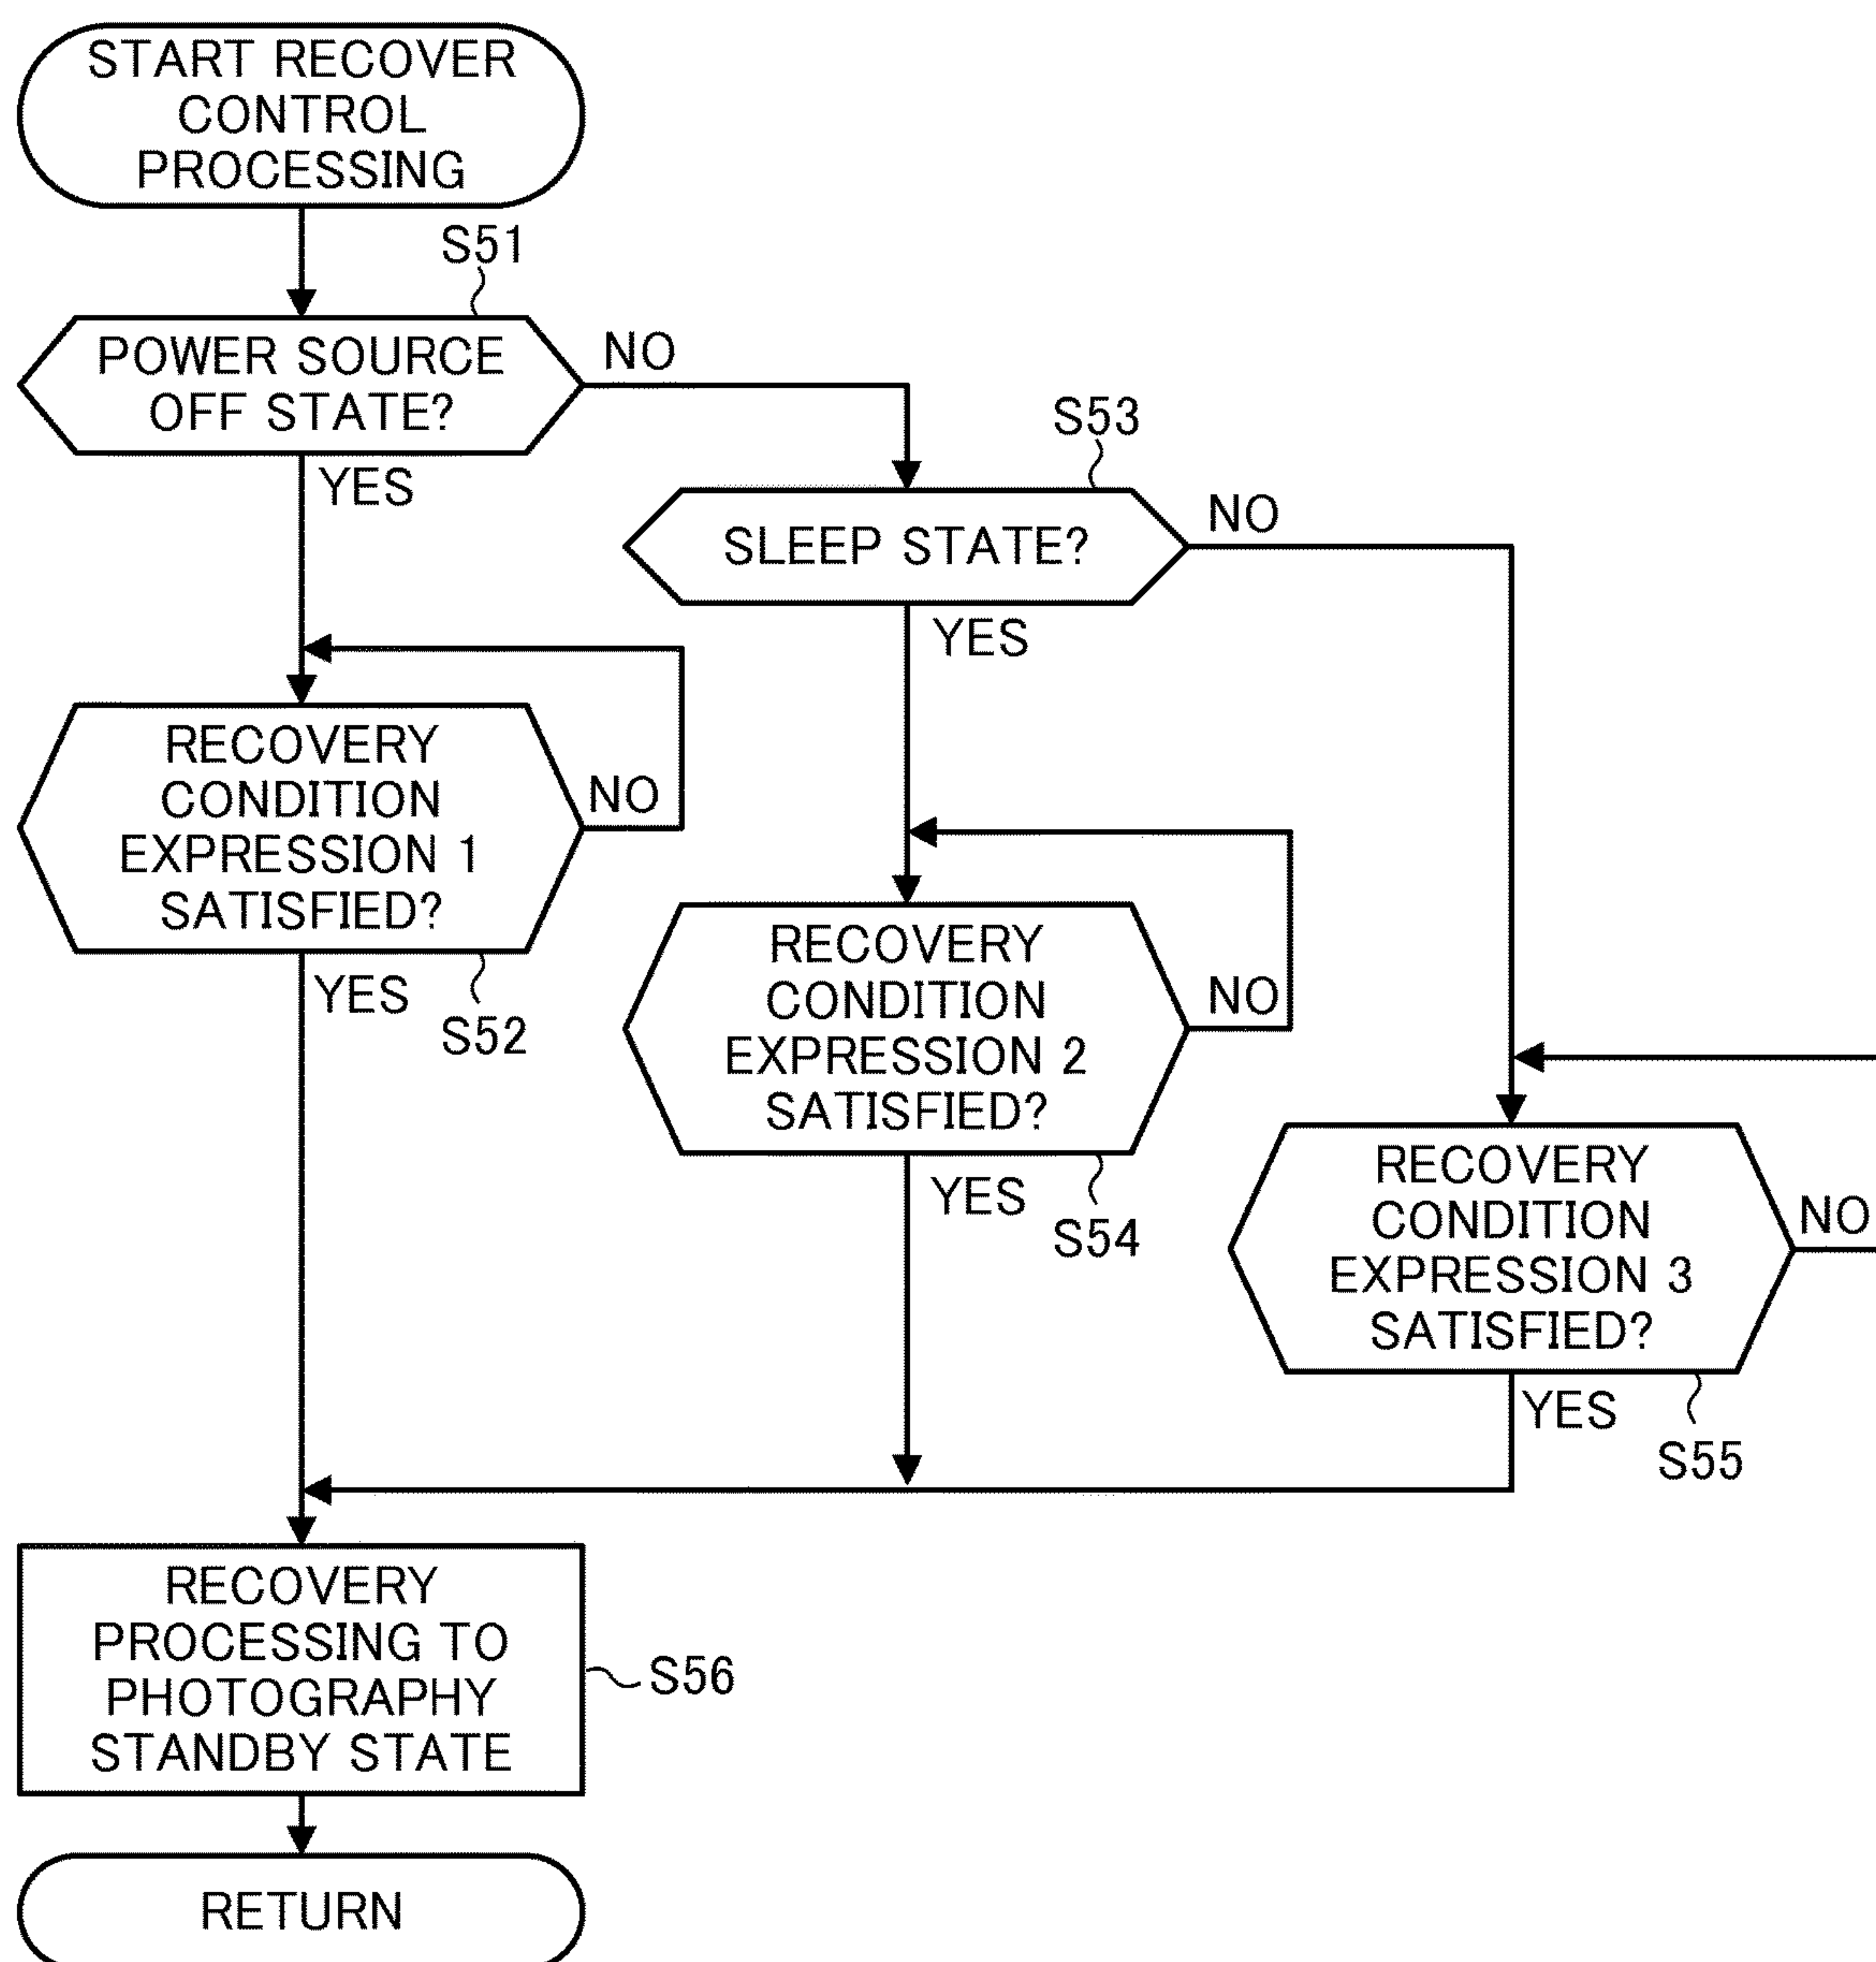 START RECOVER
CONTROL
PROCESSING
S51
POWER SOURCE
OFF STATE?
NO
YES
S53
SLEEP STATE?
NO
YES
RECOVERY
CONDITION
EXPRESSION 1
SATISFIED?
NO
YES
S52
RECOVERY
CONDITION
EXPRESSION 2
SATISFIED?
NO
YES
S54
RECOVERY
CONDITION
EXPRESSION 3
SATISFIED?
NO
YES
S55
RECOVERY
PROCESSING TO
PHOTOGRAPHY
STANDBY STATE
S56
RETURN